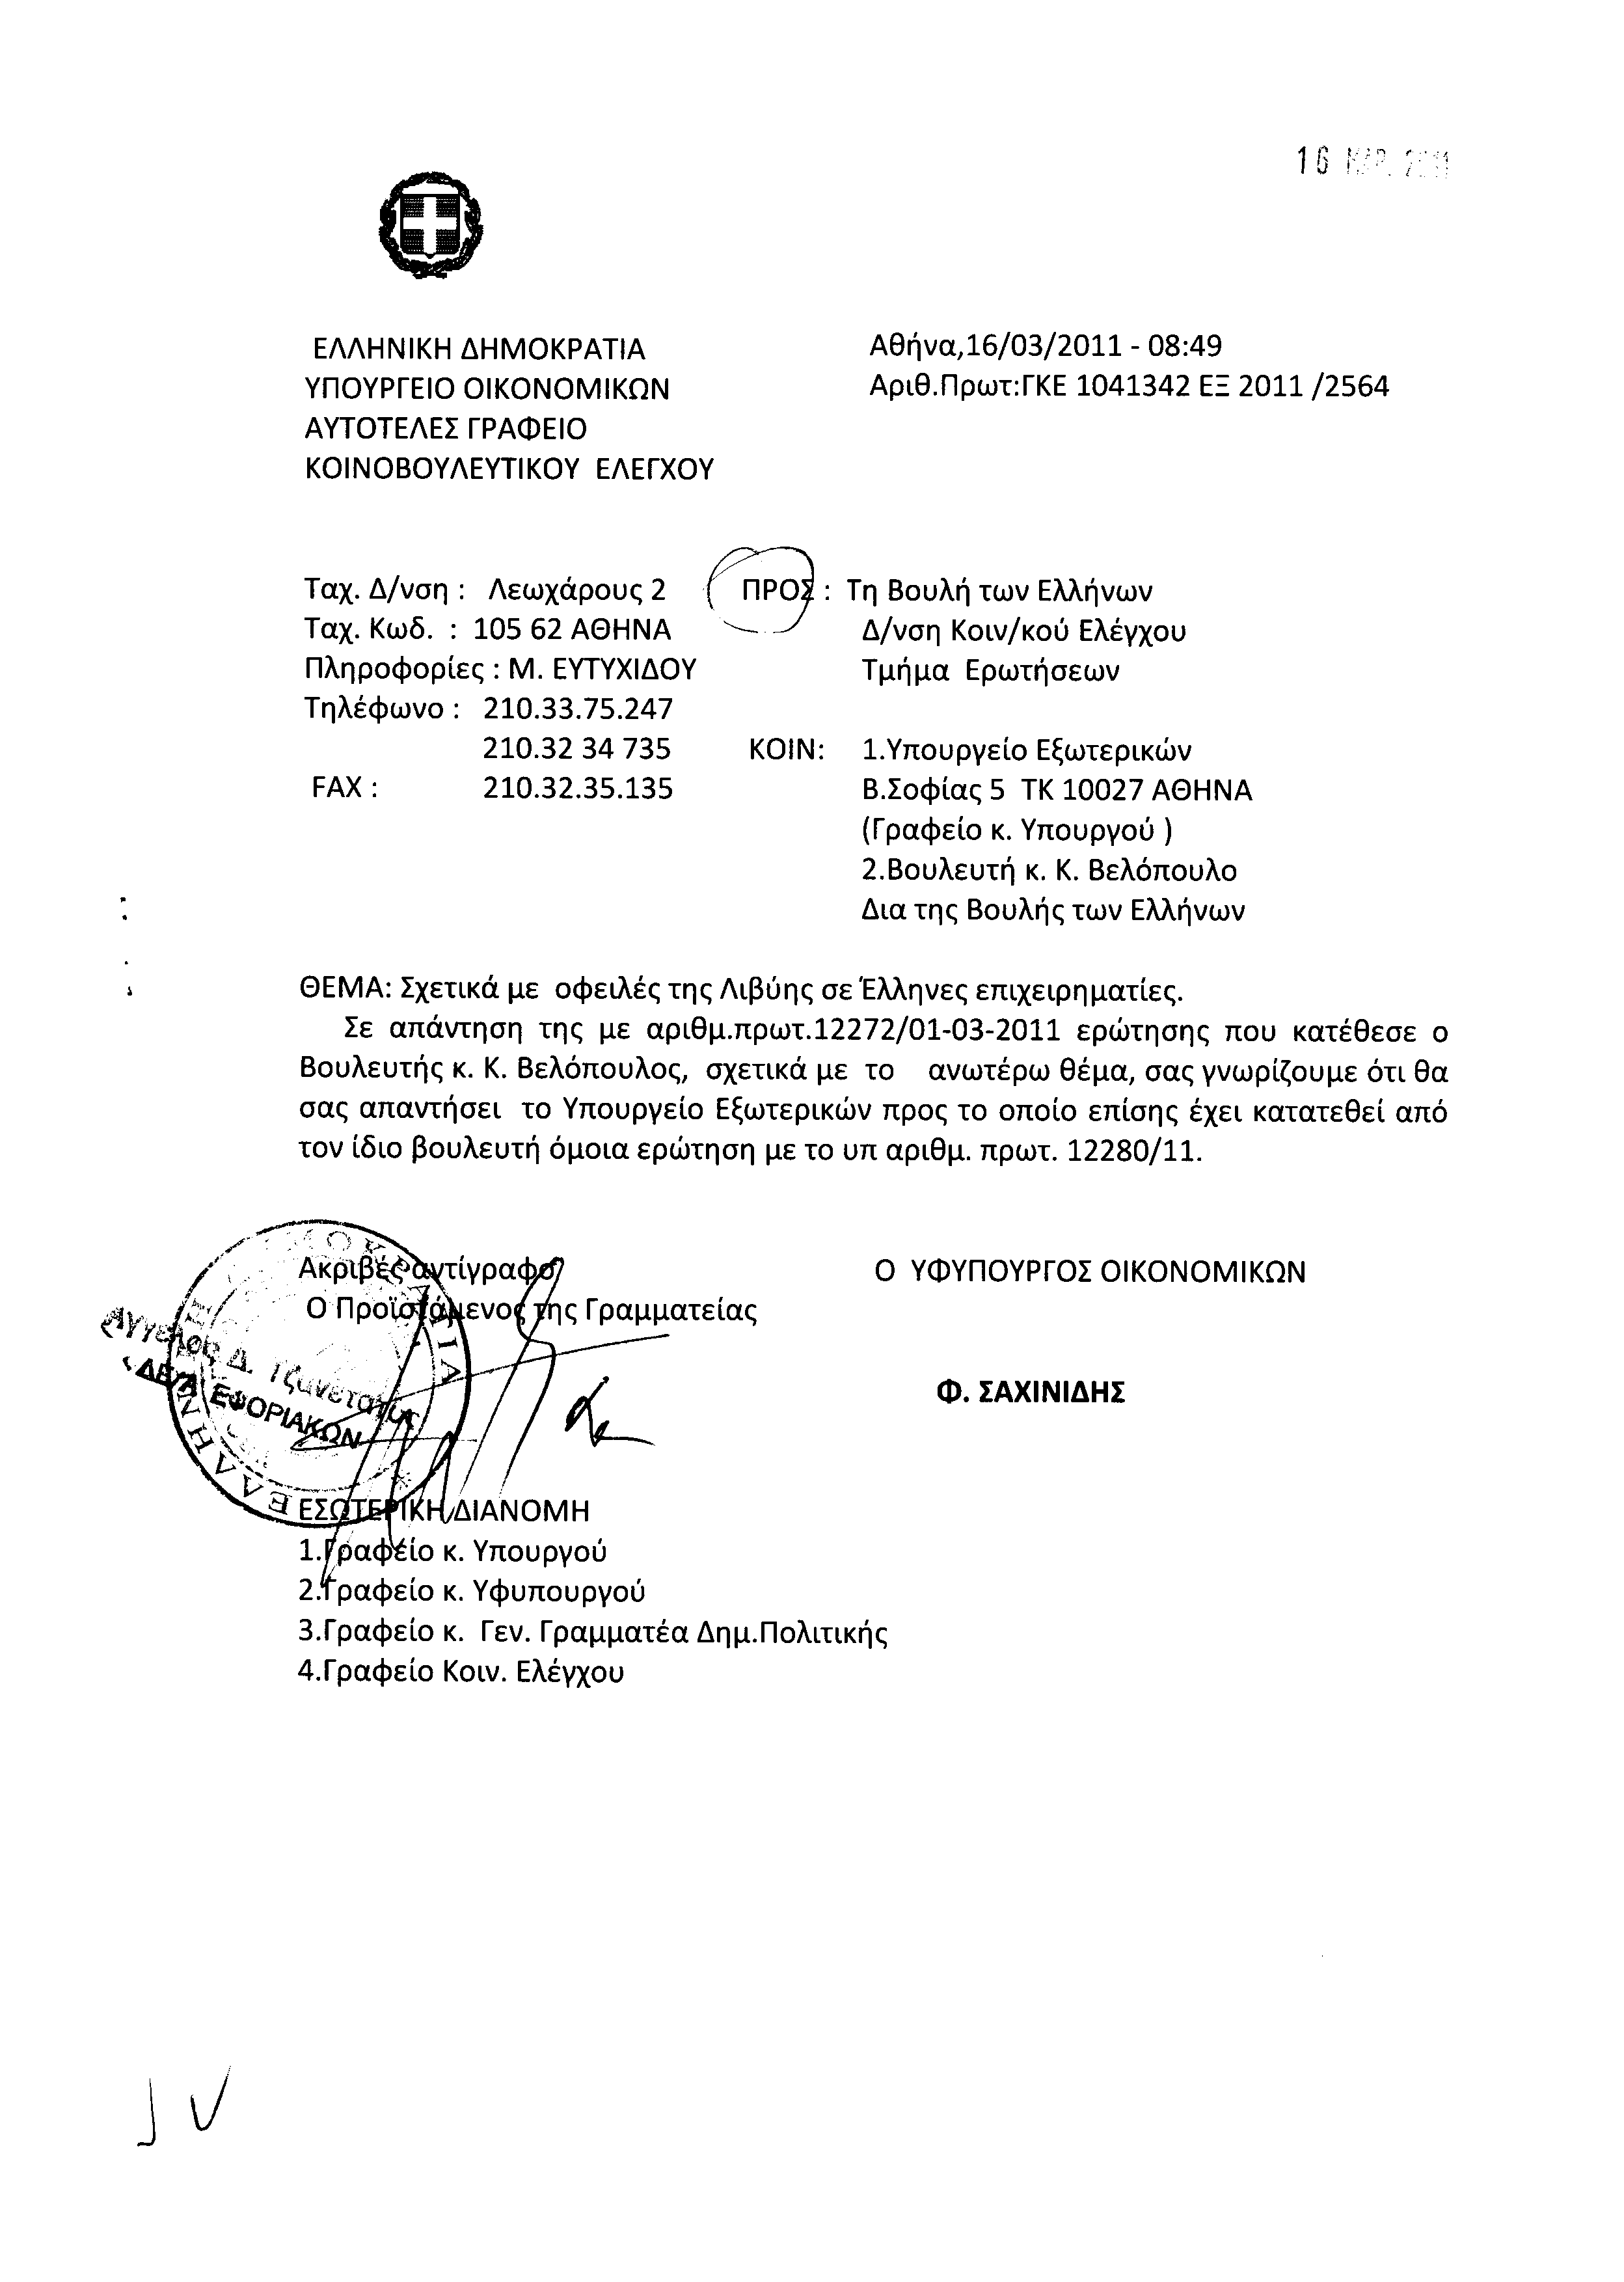 16 ΜΑΡ. 2011
ΕΛΛΗΝΙΚΗ ΔΗΜΟΚΡΑΤΙΑ
ΥΠΟΥΡΓΕΙΟ ΟΙΚΟΝΟΜΙΚΩΝ
ΑΥΤΟΤΕΛΕΣ ΓΡΑΦΕΙΟ
ΚΟΙΝΟΒΟΥΛΕΥΤΙΚΟΥ ΕΛΕΓΧΟΥ
Αθήνα,16/03/2011 - 08:49
Αριθ.Πρωτ:ΓΚΕ 1041342 ΕΞ 2011 /2564
Ταχ. Δ/νση : Λεωχάρους 2
Ταχ. Κωδ. : 105 62 ΑΘΗΝΑ
Πληροφορίες : Μ. ΕΥΤΥΧΙΔΟΥ
Τηλέφωνο : 210.33.75.247
210.32 34 735
FAX : 210.32.35.135
ΠΡΟΣ : Τη Βουλή των Ελλήνων
Δ/νση Κοιν/κού Ελέγχου
Τμήμα Ερωτήσεων
ΚΟΙΝ: 1.Υπουργείο Εξωτερικών
Β.Σοφίας 5 ΤΚ 10027 ΑΘΗΝΑ
(Γραφείο κ. Υπουργού )
2.Βουλευτή κ. Κ. Βελόπουλο
Δια της Βουλής των Ελλήνων
ΘΕΜΑ: Σχετικά με οφειλές της Λιβύης σε Έλληνες επιχειρηματίες.
Σε απάντηση της με αριθμ.πρωτ.12272/01-03-2011 ερώτησης που κατέθεσε ο
Βουλευτής κ. Κ. Βελόπουλος, σχετικά με το ανωτέρω θέμα, σας γνωρίζουμε ότι θα
σας απαντήσει το Υπουργείο Εξωτερικών προς το οποίο επίσης έχει κατατεθεί από
τον ίδιο βουλευτή όμοια ερώτηση με το υπ αριθμ. πρωτ. 12280/11.
Ακριβές αντίγραφο
Ο Προϊστάμενος της Γραμματείας
Άγγελος Δ. Τζανετάτος
ΕΦΟΡΙΑΚΩΝ
Ο ΥΦΥΠΟΥΡΓΟΣ ΟΙΚΟΝΟΜΙΚΩΝ
Φ. ΣΑΧΙΝΙΔΗΣ
ΕΣΩΤΕΡΙΚΗ ΔΙΑΝΟΜΗ
1.Γραφείο κ. Υπουργού
2.Γραφείο κ. Υφυπουργού
3.Γραφείο κ. Γεν. Γραμματέα Δημ.Πολιτικής
4.Γραφείο Κοιν. Ελέγχου